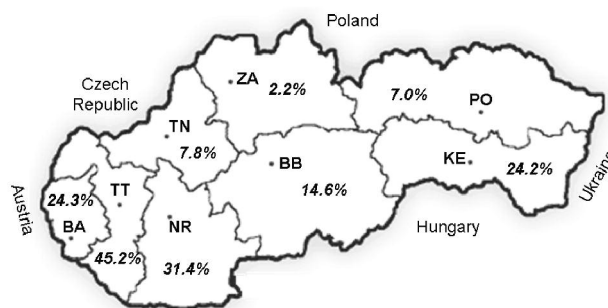 Poland
Czech
Republic
ZA
2.2%
7.0%
PO
TN
7.8%
BB
14.6%
KE
24.2%
Ukraine
Austria
24.3%
BA
TT
45.2%
NR
31.4%
Hungary